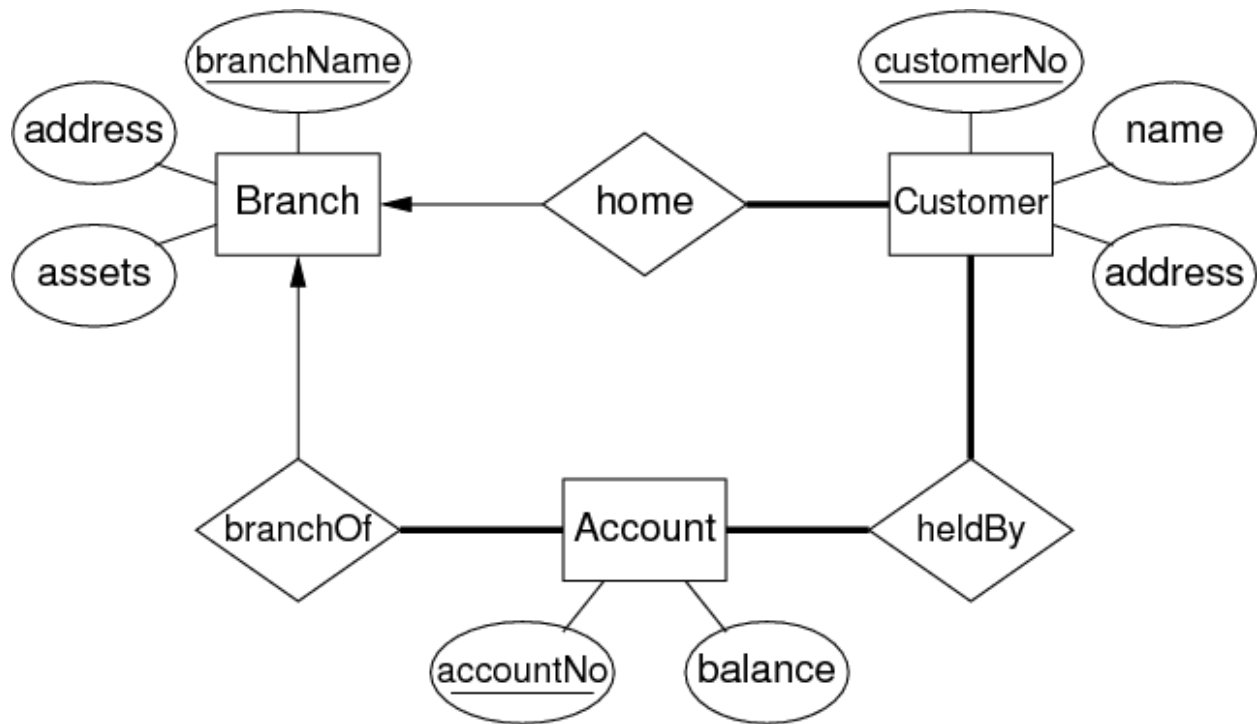 branchName
customerNo
address
name
Branch
home
Customer
assets
address
branchOf
Account
heldBy
accountNo
balance